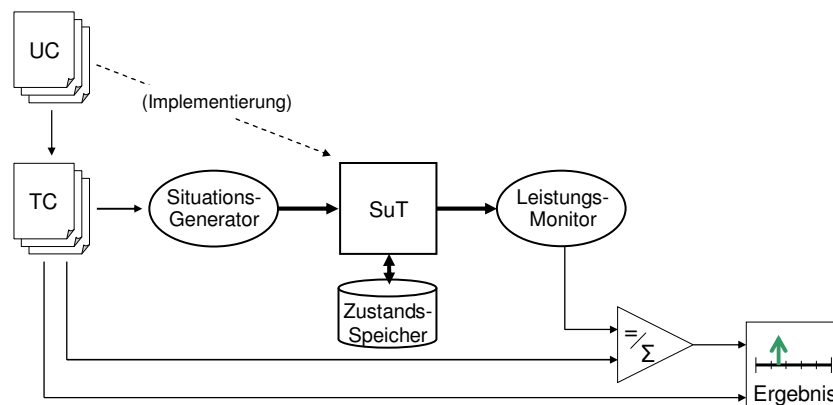 UC
(Implementierung)
TC
Situations-
Generator
SuT
Leistungs-
Monitor
Zustands-
Speicher
=/Σ
Ergebnis